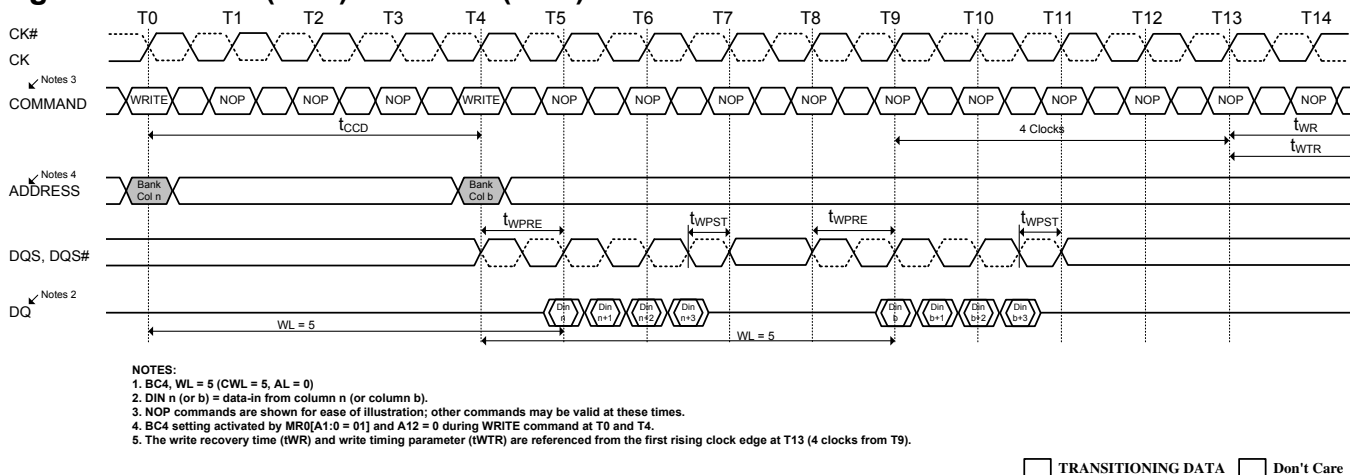 T0 T1 T2 T3 T4 T5 T6 T7 T8 T9 T10 T11 T12 T13 T14
CK#
CK
Notes 3
COMMAND WRITE NOP NOP NOP WRITE NOP NOP NOP NOP NOP NOP NOP NOP NOP NOP
tCCD 4 Clocks tWR
tWTR
Notes 4
ADDRESS Bank Col n Bank Col b
tWPRE tWPST tWPRE tWPST
DQS, DQS#
Notes 2
DQ Din n Din n+1 Din n+2 Din n+3 Din b Din b+1 Din b+2 Din b+3
WL = 5 WL = 5
NOTES:
1. BC4, WL = 5 (CWL = 5, AL = 0)
2. DIN n (or b) = data-in from column n (or column b).
3. NOP commands are shown for ease of illustration; other commands may be valid at these times.
4. BC4 setting activated by MR0[A1:0 = 01] and A12 = 0 during WRITE command at T0 and T4.
5. The write recovery time (tWR) and write timing parameter (tWTR) are referenced from the first rising clock edge at T13 (4 clocks from T9).
TRANSITIONING DATA Don't Care